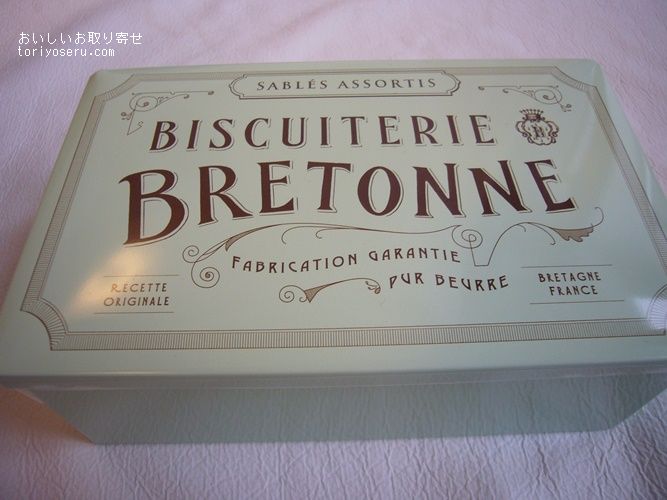 おいしいお取り寄せ
toriyoseru.com
SABLÉS ASSORTIS
BISCUITERIE
BRETONNE
FABRICATION GARANTIE
PUR BEURRE
RECETTE
ORIGINALE
BRETAGNE
FRANCE